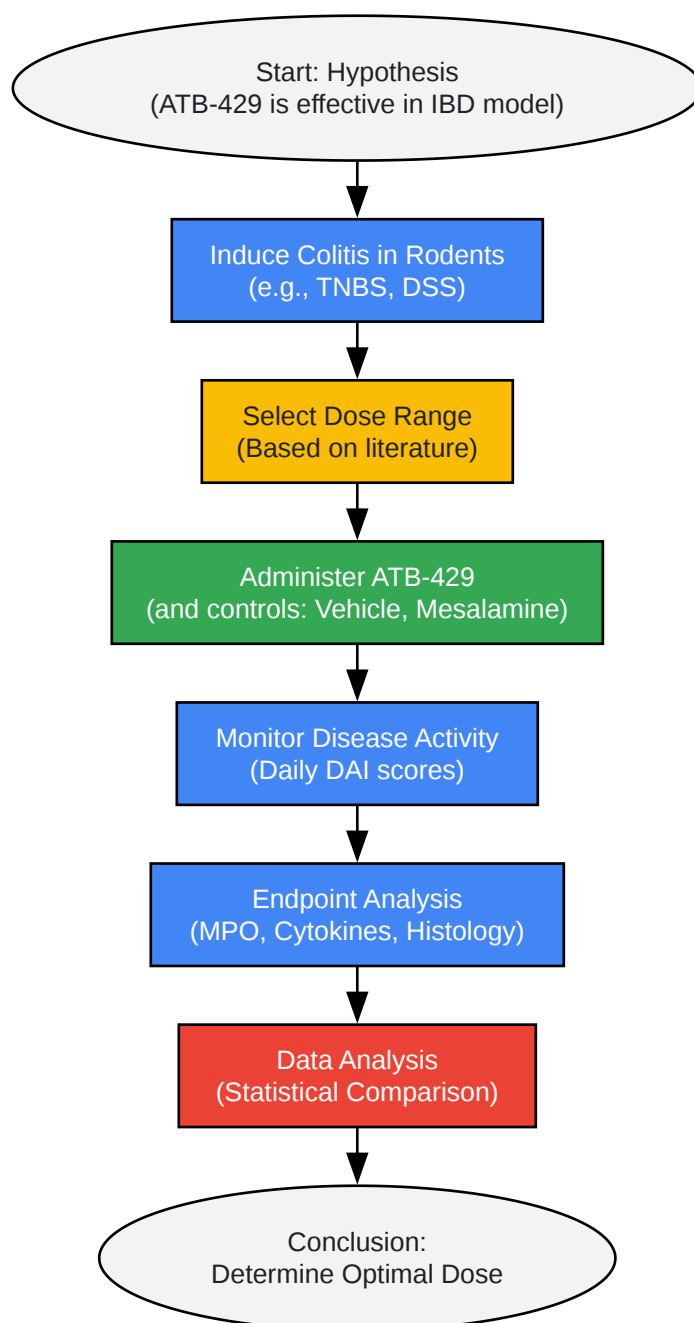 Start: Hypothesis
(ATB-429 is effective in IBD model)
Induce Colitis in Rodents
(e.g., TNBS, DSS)
Select Dose Range
(Based on literature)
Administer ATB-429
(and controls: Vehicle, Mesalamine)
Monitor Disease Activity
(Daily DAI scores)
Endpoint Analysis
(MPO, Cytokines, Histology)
Data Analysis
(Statistical Comparison)
Conclusion:
Determine Optimal Dose